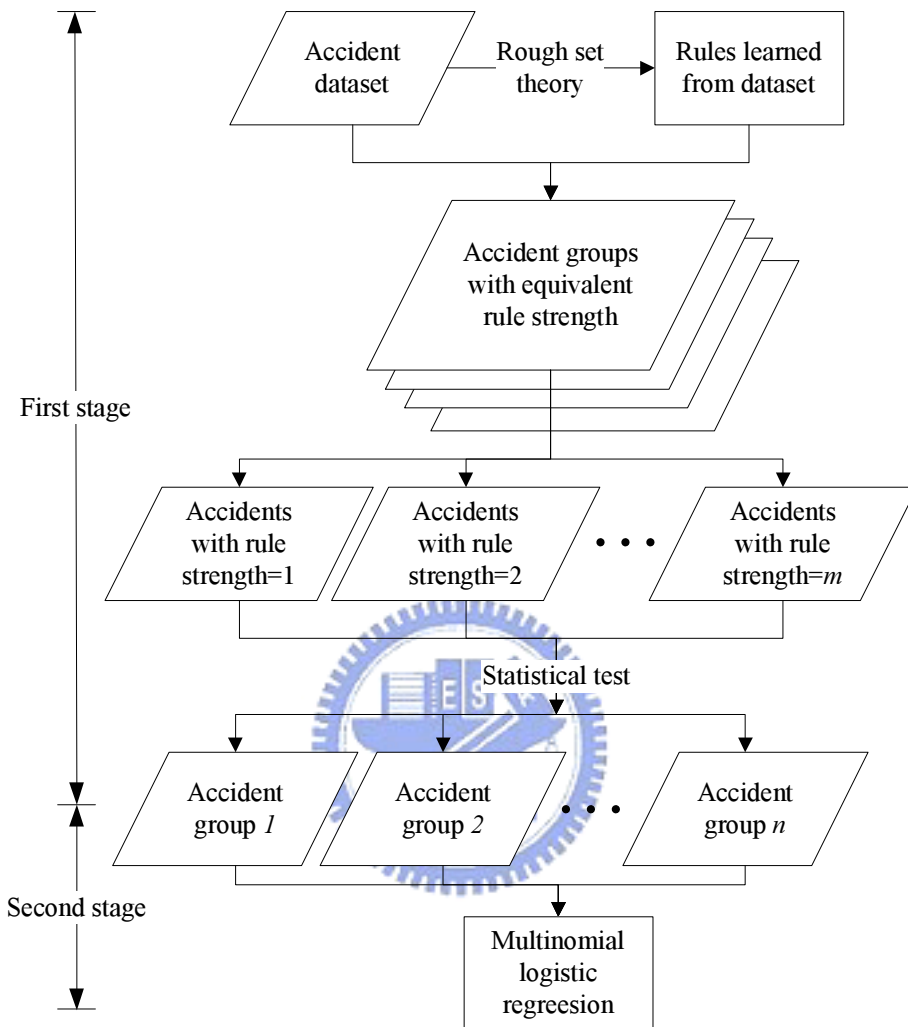 Accident
dataset
Rough set
theory
Rules learned
from dataset
Accident groups
with equivalent
rule strength
First stage
Accidents
with rule
strength=1
Accidents
with rule
strength=2
• • •
Accidents
with rule
strength=m
E S
Statistical test
Accident
group 1
Accident
group 2
• • •
Accident
group n
Second stage
Multinomial
logistic
regreesion